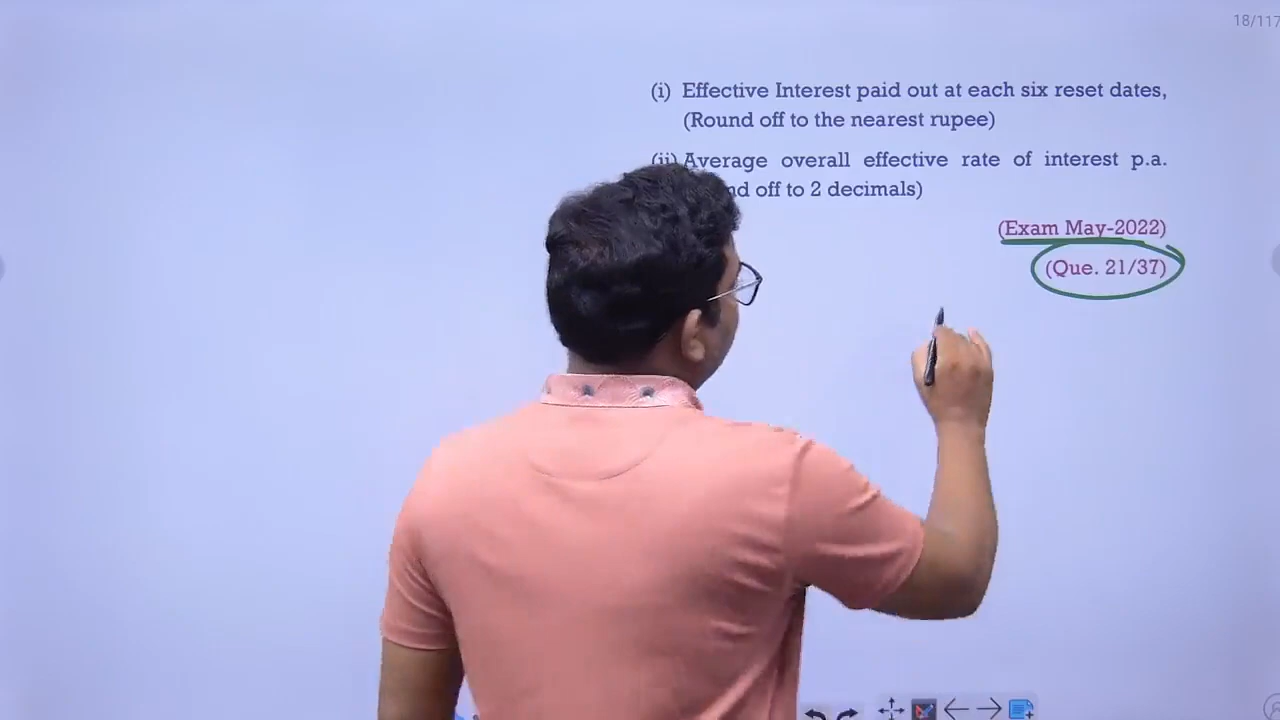 18/117
(i) Effective Interest paid out at each six reset dates,
(Round off to the nearest rupee)
(ii) Average overall effective rate of interest p.a.
off to 2 decimals)
(Exam May-2022)
(Que. 21/37)